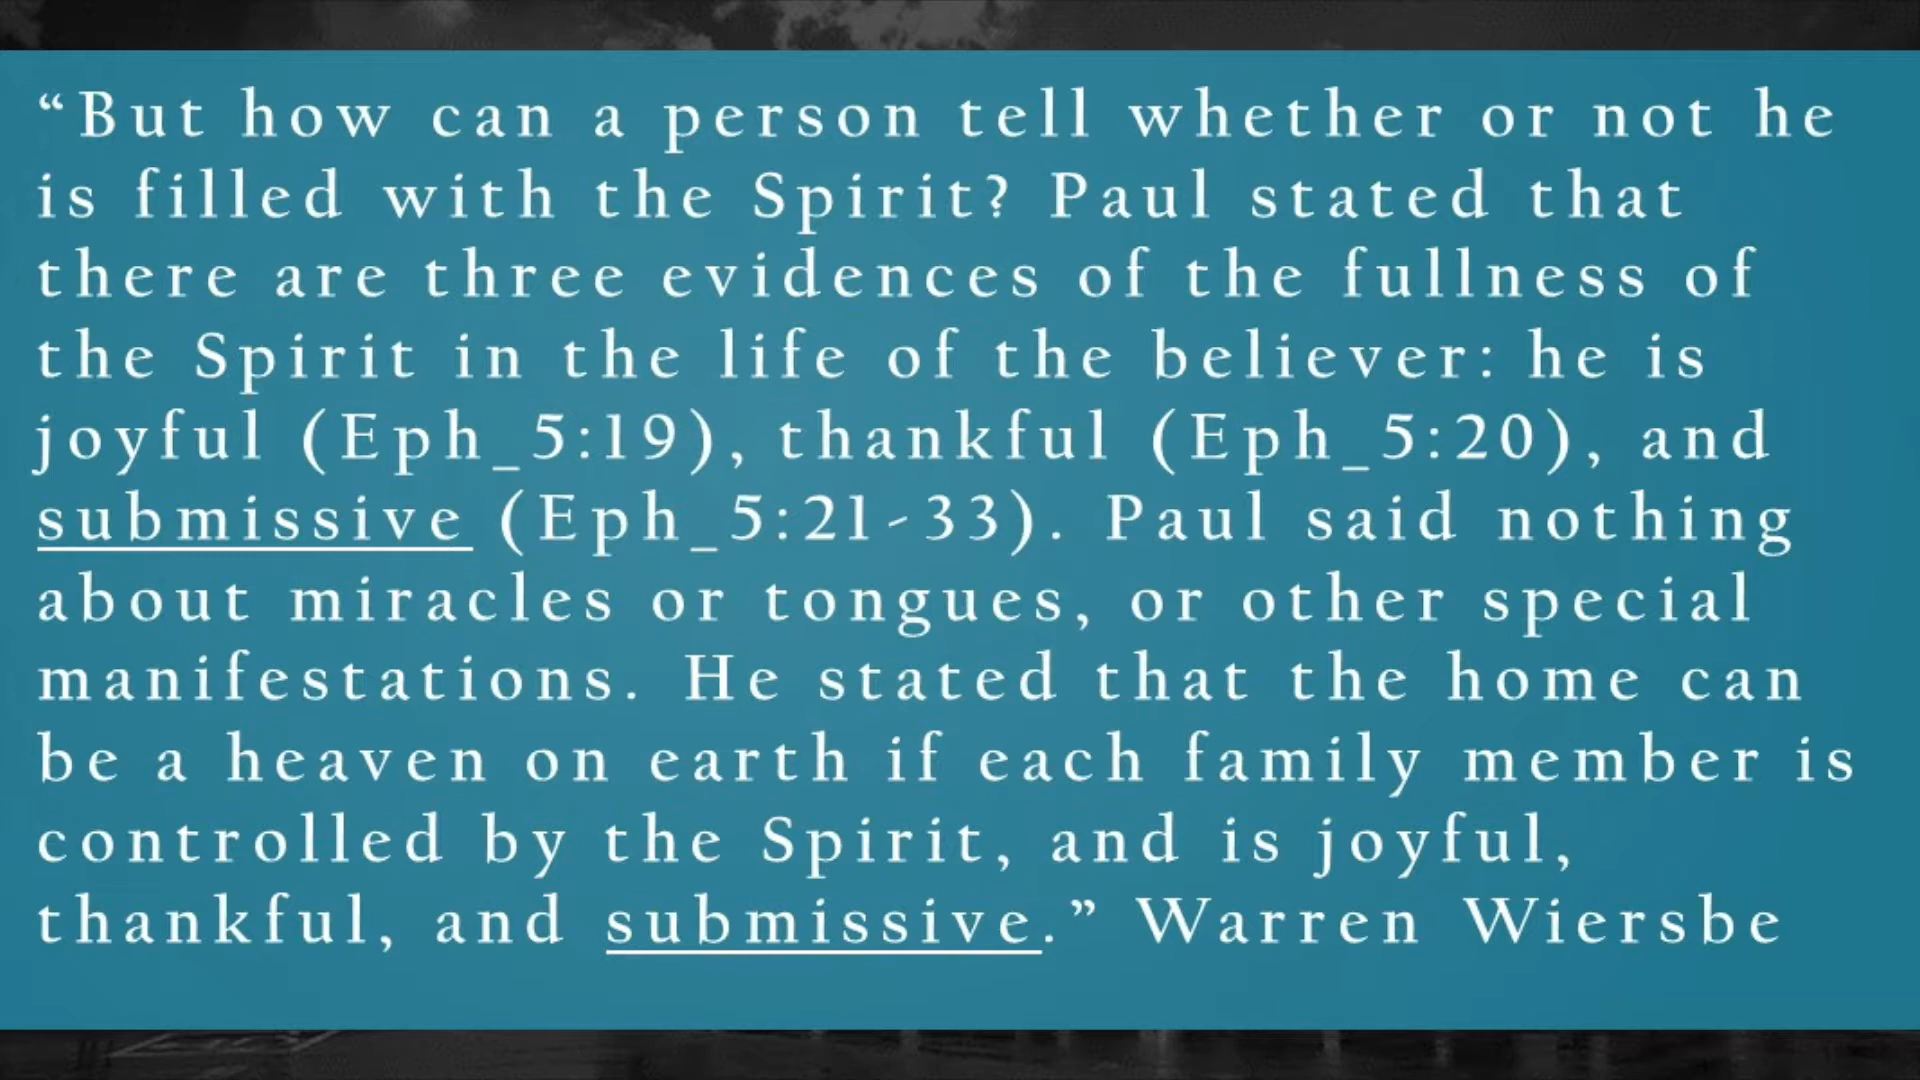 “But how can a person tell whether or not he
is filled with the Spirit? Paul stated that
there are three evidences of the fullness of
the Spirit in the life of the believer: he is
joyful (Eph_5:19), thankful (Eph_5:20), and
submissive (Eph_5:21-33). Paul said nothing
about miracles or tongues, or other special
manifestations. He stated that the home can
be a heaven on earth if each family member is
controlled by the Spirit, and is joyful,
thankful, and submissive.” Warren Wiersbe